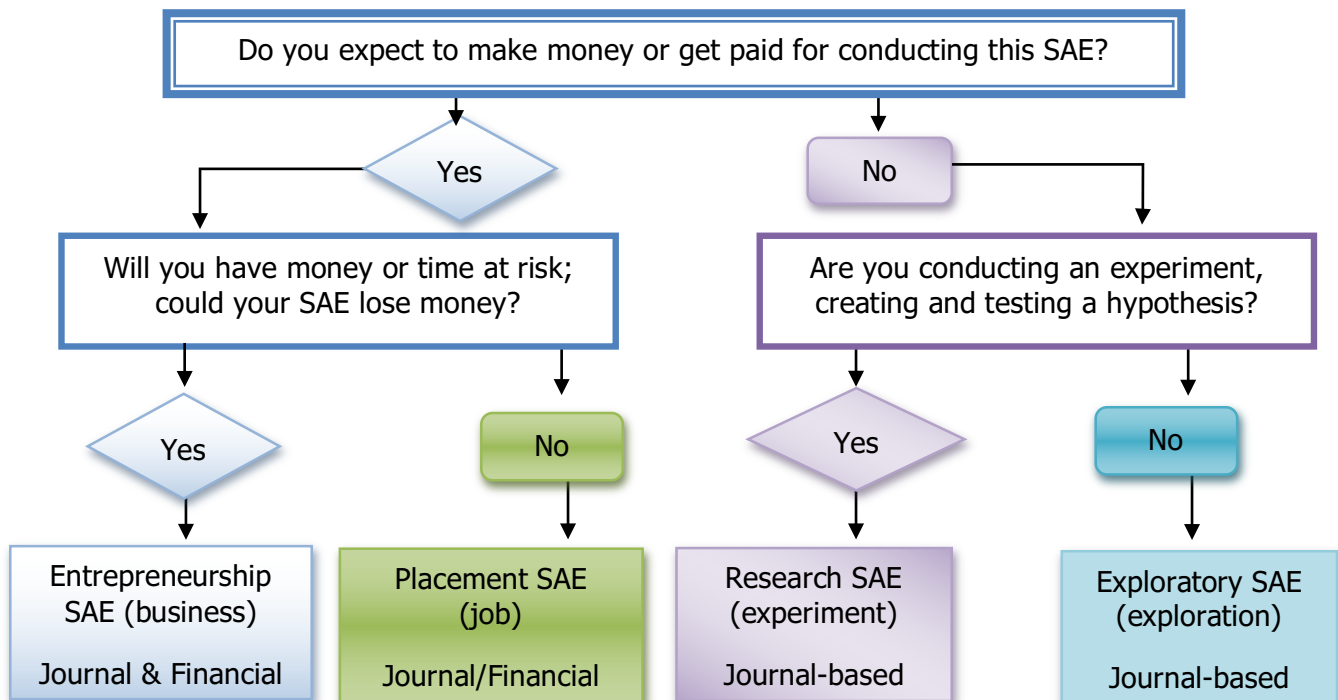 Do you expect to make money or get paid for conducting this SAE?
Yes
No
Will you have money or time at risk;
could your SAE lose money?
Are you conducting an experiment,
creating and testing a hypothesis?
Yes
No
Yes
No
Entrepreneurship
SAE (business)
Journal & Financial
Placement SAE
(job)
Journal/Financial
Research SAE
(experiment)
Journal-based
Exploratory SAE
(exploration)
Journal-based